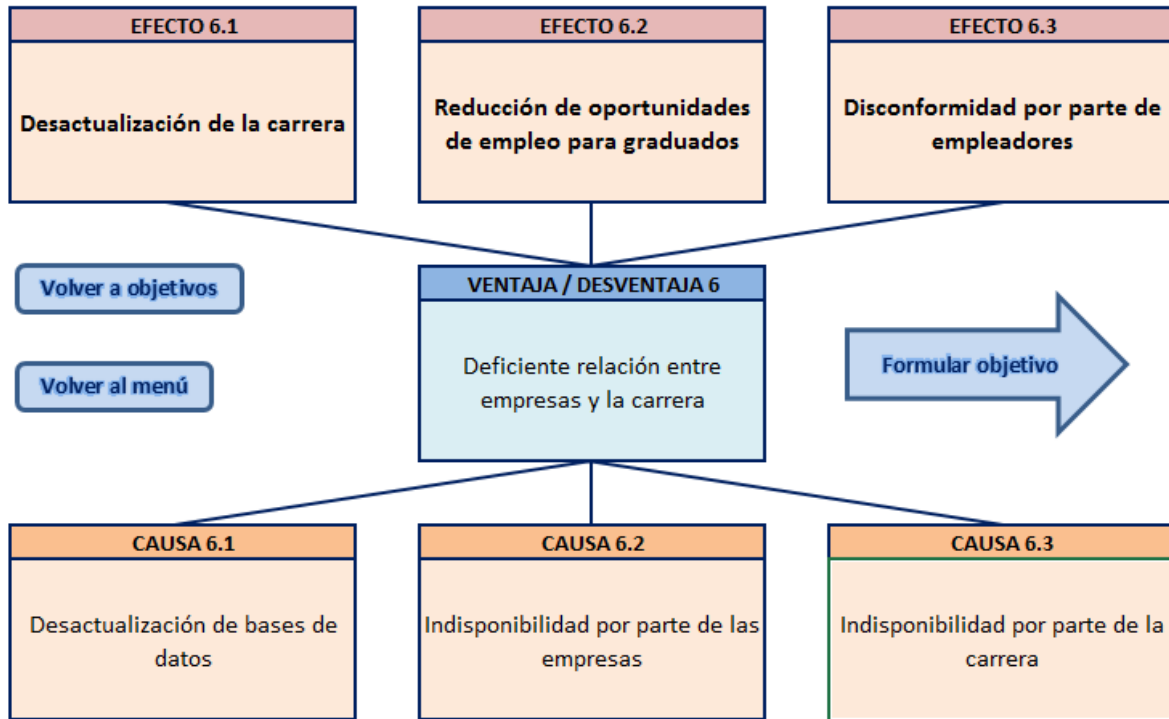 EFECTO 6.1
Desactualización de la carrera
EFECTO 6.2
Reducción de oportunidades
de empleo para graduados
EFECTO 6.3
Disconformidad por parte de
empleadores
Volver a objetivos
Volver al menú
VENTAJA / DESVENTAJA 6
Deficiente relación entre
empresas y la carrera
Formular objetivo
CAUSA 6.1
Desactualización de bases de
datos
CAUSA 6.2
Indisponibilidad por parte de las
empresas
CAUSA 6.3
Indisponibilidad por parte de la
carrera